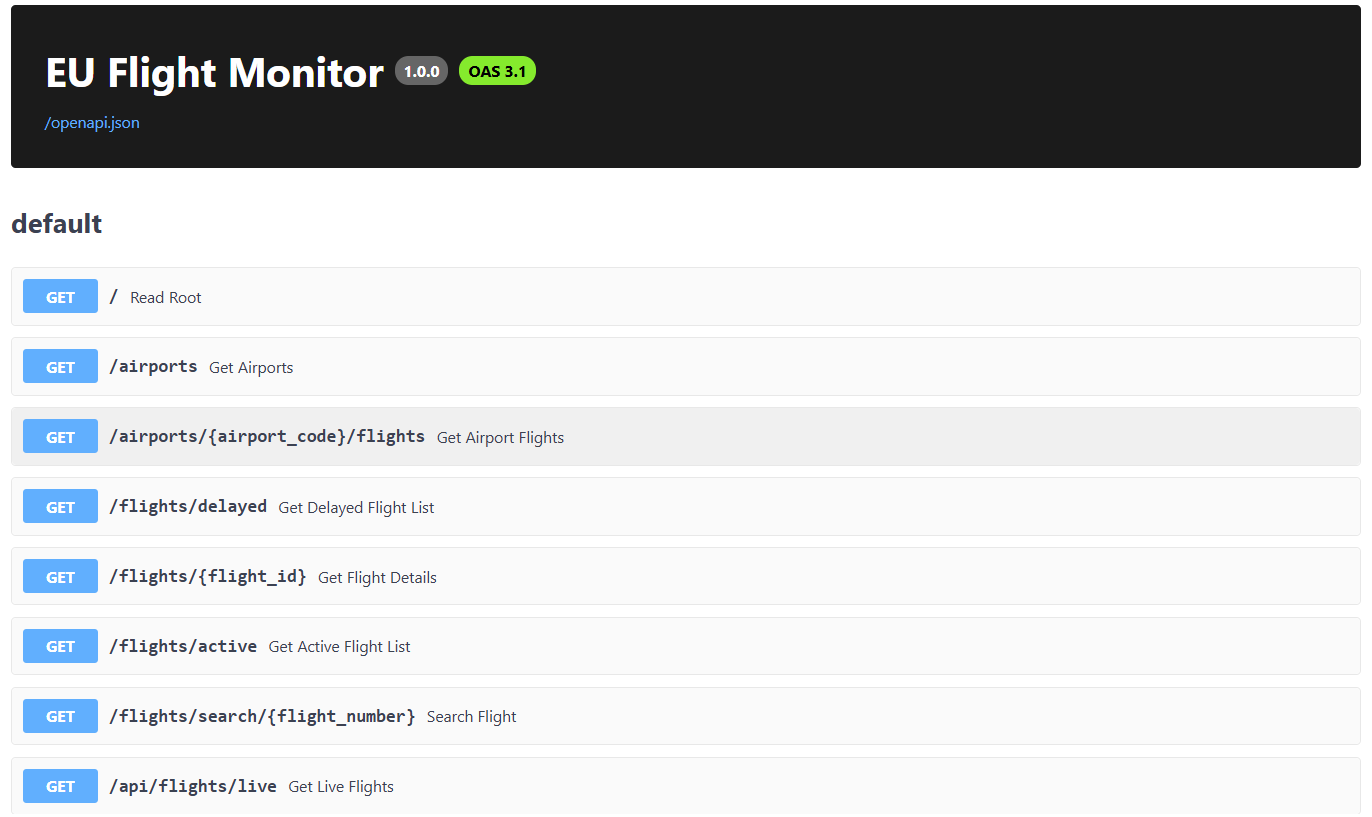 EU Flight Monitor 1.0.0 OAS 3.1
/openapi.json
default
GET / Read Root
GET /airports Get Airports
GET /airports/{airport_code}/flights Get Airport Flights
GET /flights/delayed Get Delayed Flight List
GET /flights/{flight_id} Get Flight Details
GET /flights/active Get Active Flight List
GET /flights/search/{flight_number} Search Flight
GET /api/flights/live Get Live Flights